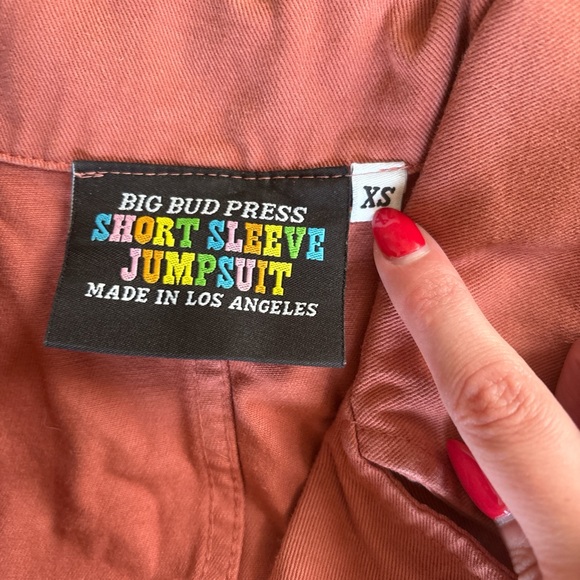 BIG BUD PRESS
SHORT SLEEVE
JUMPSUIT
MADE IN LOS ANGELES
XS